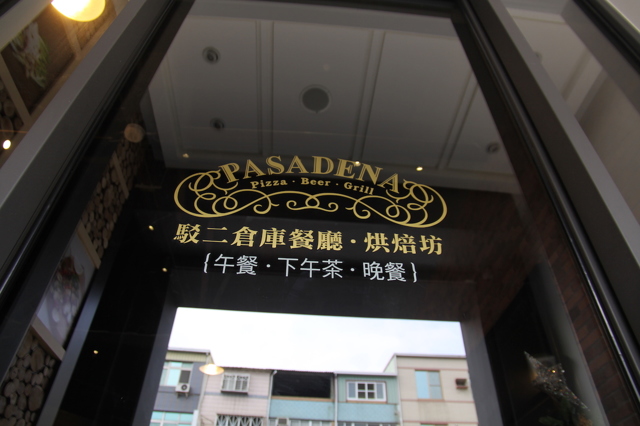 PASADENA
Pizza · Beer · Grill
駁二倉庫餐廳 · 烘焙坊
{午餐 · 下午茶 · 晚餐}